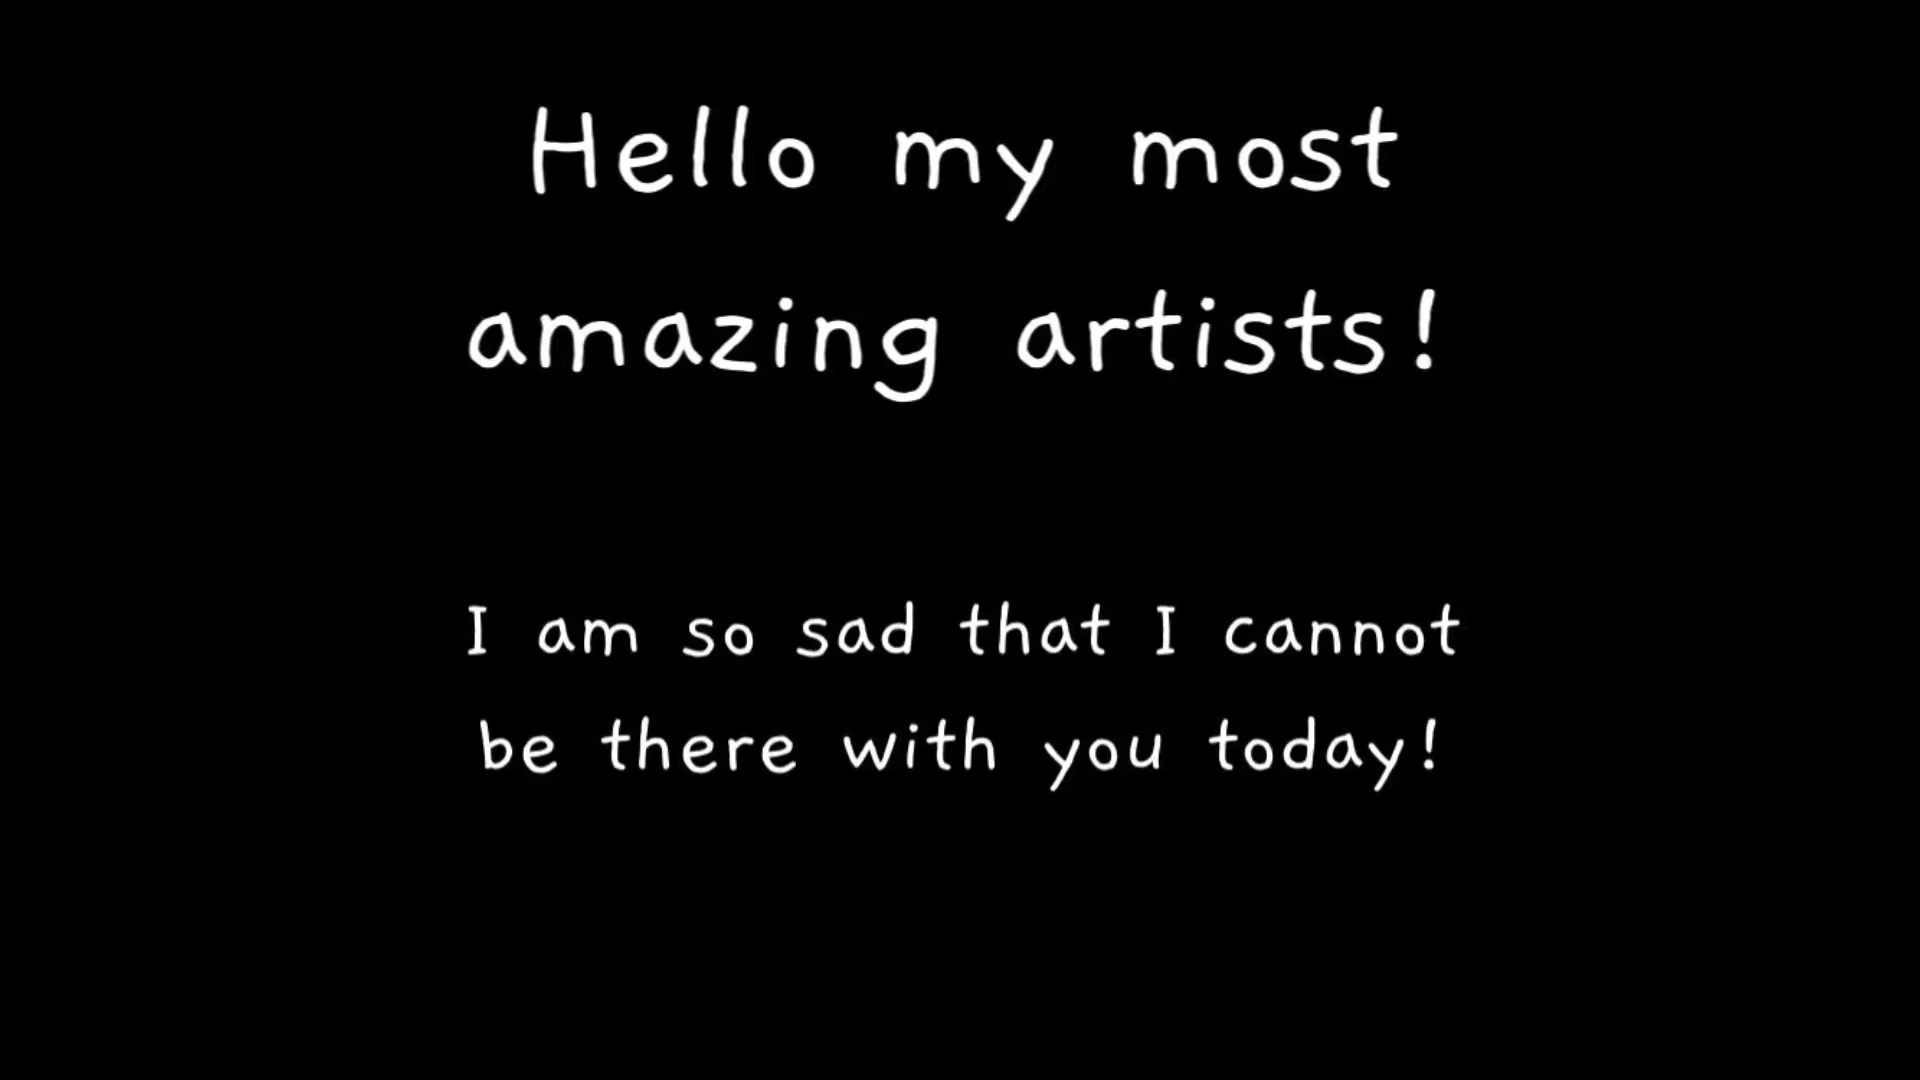 Hello my most
amazing artists!
I am so sad that I cannot
be there with you today!